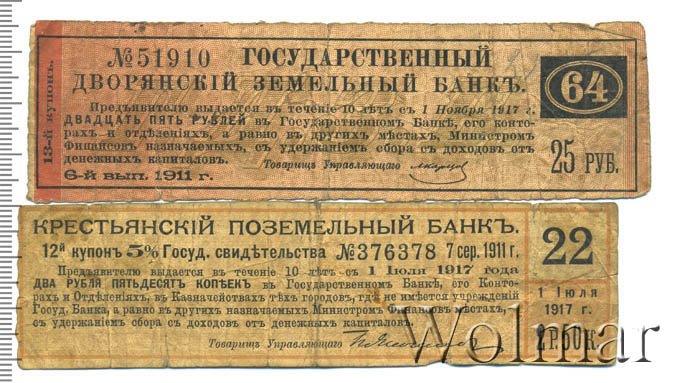 №51910 ГОСУДАРСТВЕННЫЙ
ДВОРЯНСКІЙ ЗЕМЕЛЬНЫЙ БАНКЪ.
64
Предъявителю выдается въ теченіе 10 лѣтъ съ 1 Ноября 1917 г.
ДВАДЦАТЬ ПЯТЬ РУБЛЕЙ въ Государственномъ Банкѣ, его конто-
рахъ и отдѣленіяхъ, а равно въ другихъ мѣстахъ, Министромъ
Финансовъ назначаемыхъ, съ удержаніемъ сбора съ доходовъ отъ
денежныхъ капиталовъ.
25 РУБ.
Товарищъ Управляющаго
6-й вып. 1911 г.
13-й купонъ.
КРЕСТЬЯНСКІЙ ПОЗЕМЕЛЬНЫЙ БАНКЪ.
12й купонъ 5% Госуд. свидѣтельства №376378 7 сер. 1911 г.
22
Предъявителю выдается въ теченіе 10 лѣтъ съ 1 Іюля 1917 года
ДВА РУБЛЯ ПЯТЬДЕСЯТЪ КОПѢЕКЪ въ Государственномъ Банкѣ, его Конто-
рахъ и Отдѣленіяхъ, въ Казначействахъ тѣхъ городовъ, гдѣ не имѣется учрежденій
Госуд. Банка, а равно въ другихъ назначаемыхъ Министромъ Финансовъ мѣстахъ,
съ удержаніемъ сбора съ доходовъ отъ денежныхъ капиталовъ.
1 Іюля
1917 г.
2 Р. 50 К.
Товарищъ Управляющаго
Wolmar